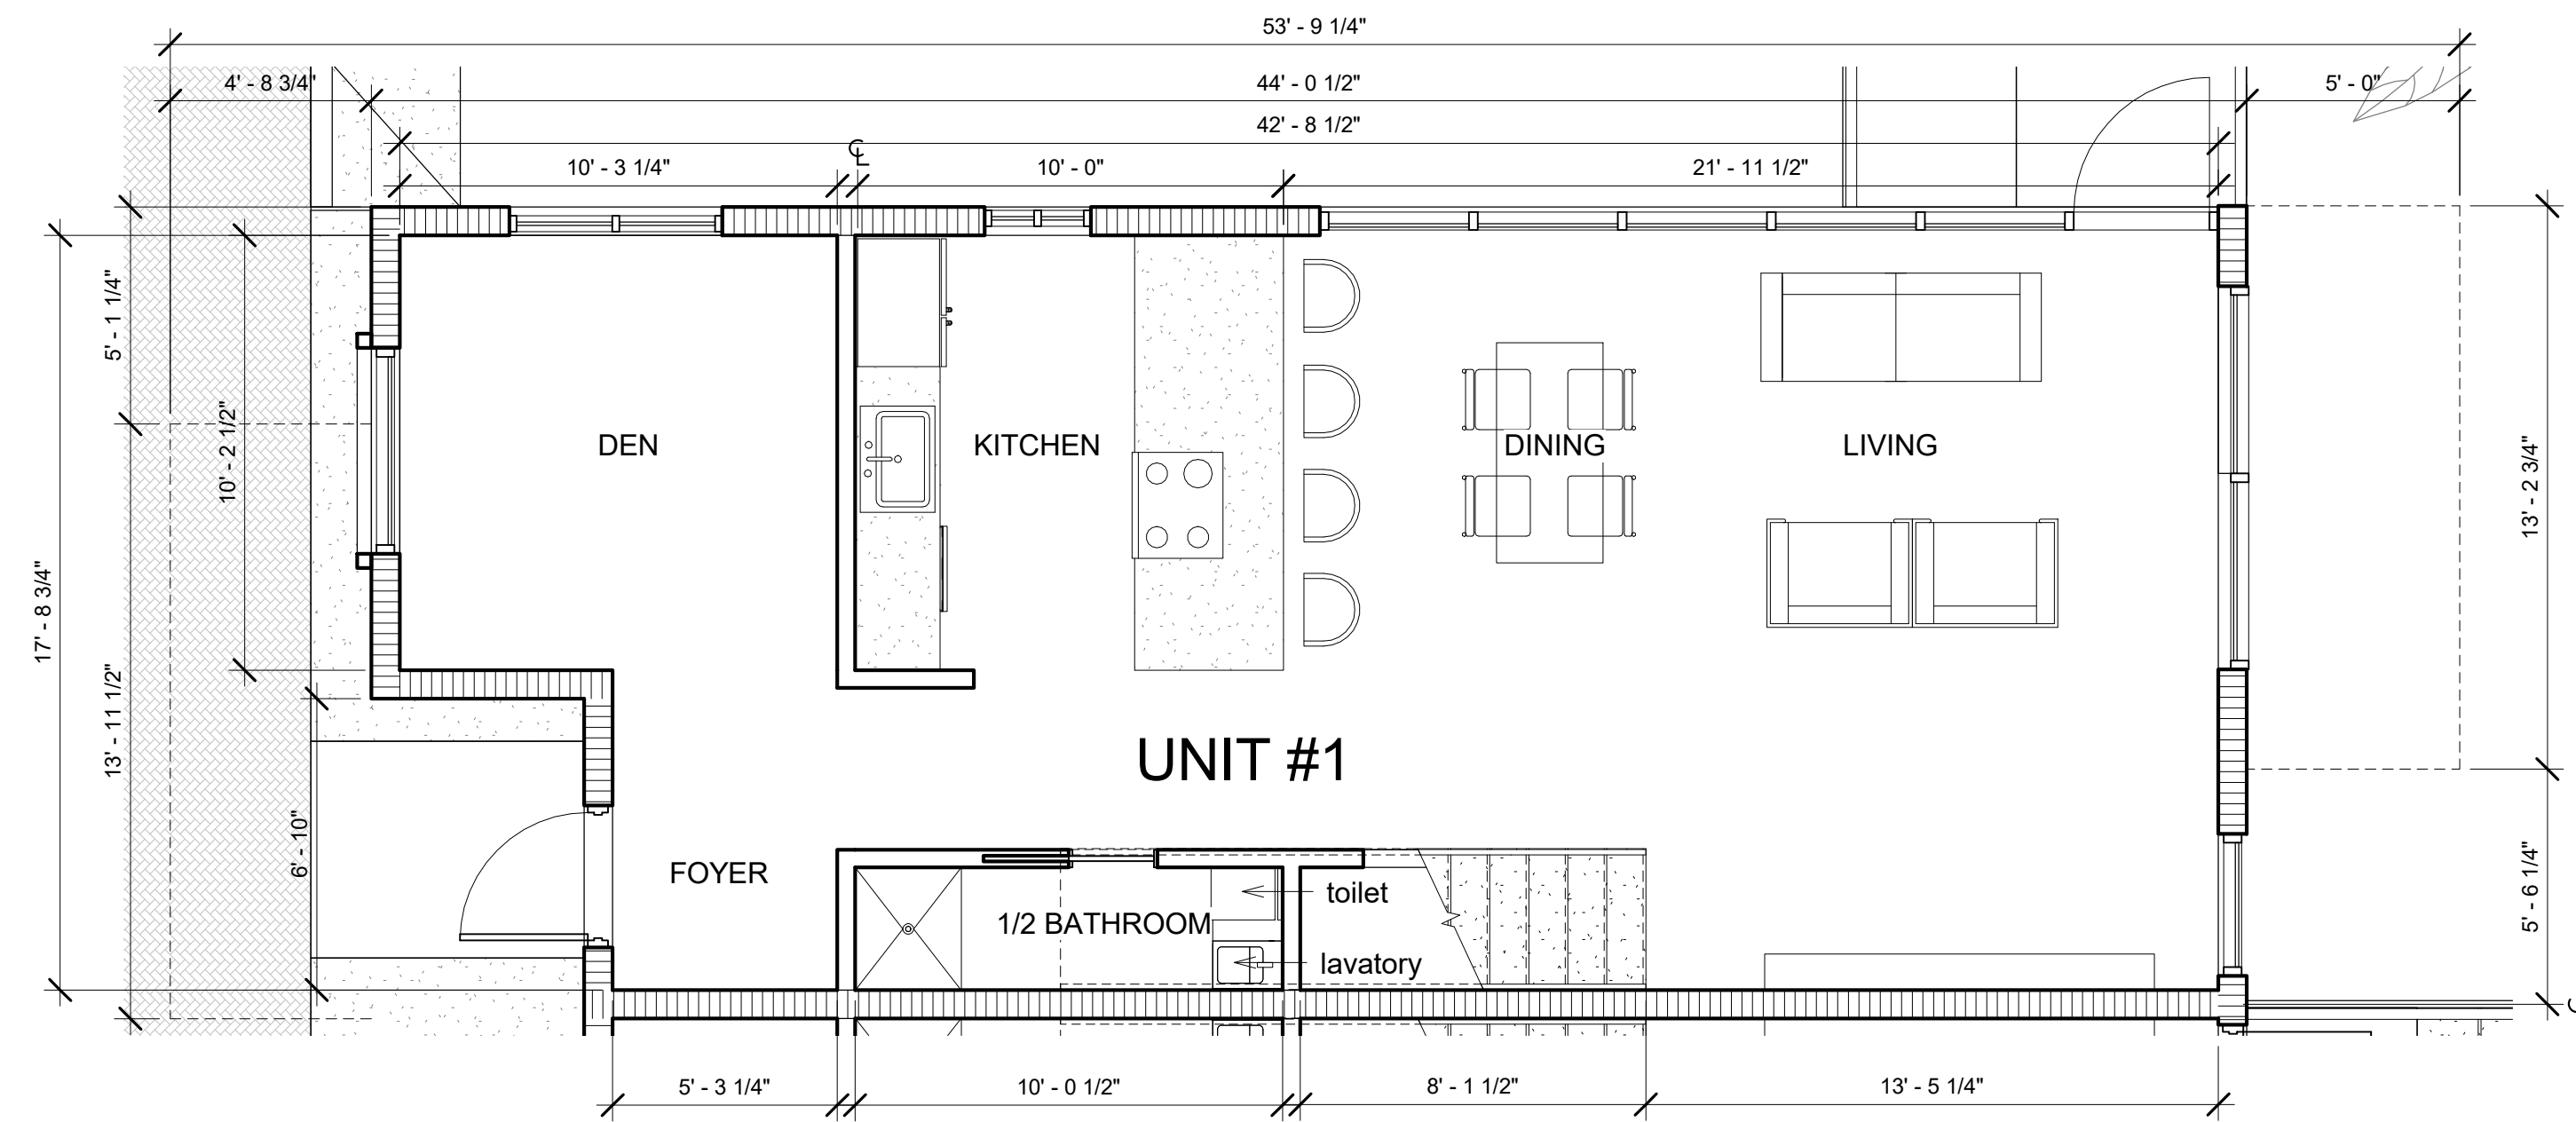 53' - 9 1/4"
4' - 8 3/4"
44' - 0 1/2"
5' - 0"
42' - 8 1/2"
10' - 3 1/4"
℄
10' - 0"
21' - 11 1/2"
5' - 1 1/4"
10' - 2 1/2"
17' - 8 3/4"
13' - 11 1/2"
6' - 10"
DEN
KITCHEN
DINING
LIVING
13' - 2 3/4"
UNIT #1
FOYER
1/2 BATHROOM
toilet
lavatory
5' - 6 1/4"
5' - 3 1/4"
10' - 0 1/2"
8' - 1 1/2"
13' - 5 1/4"